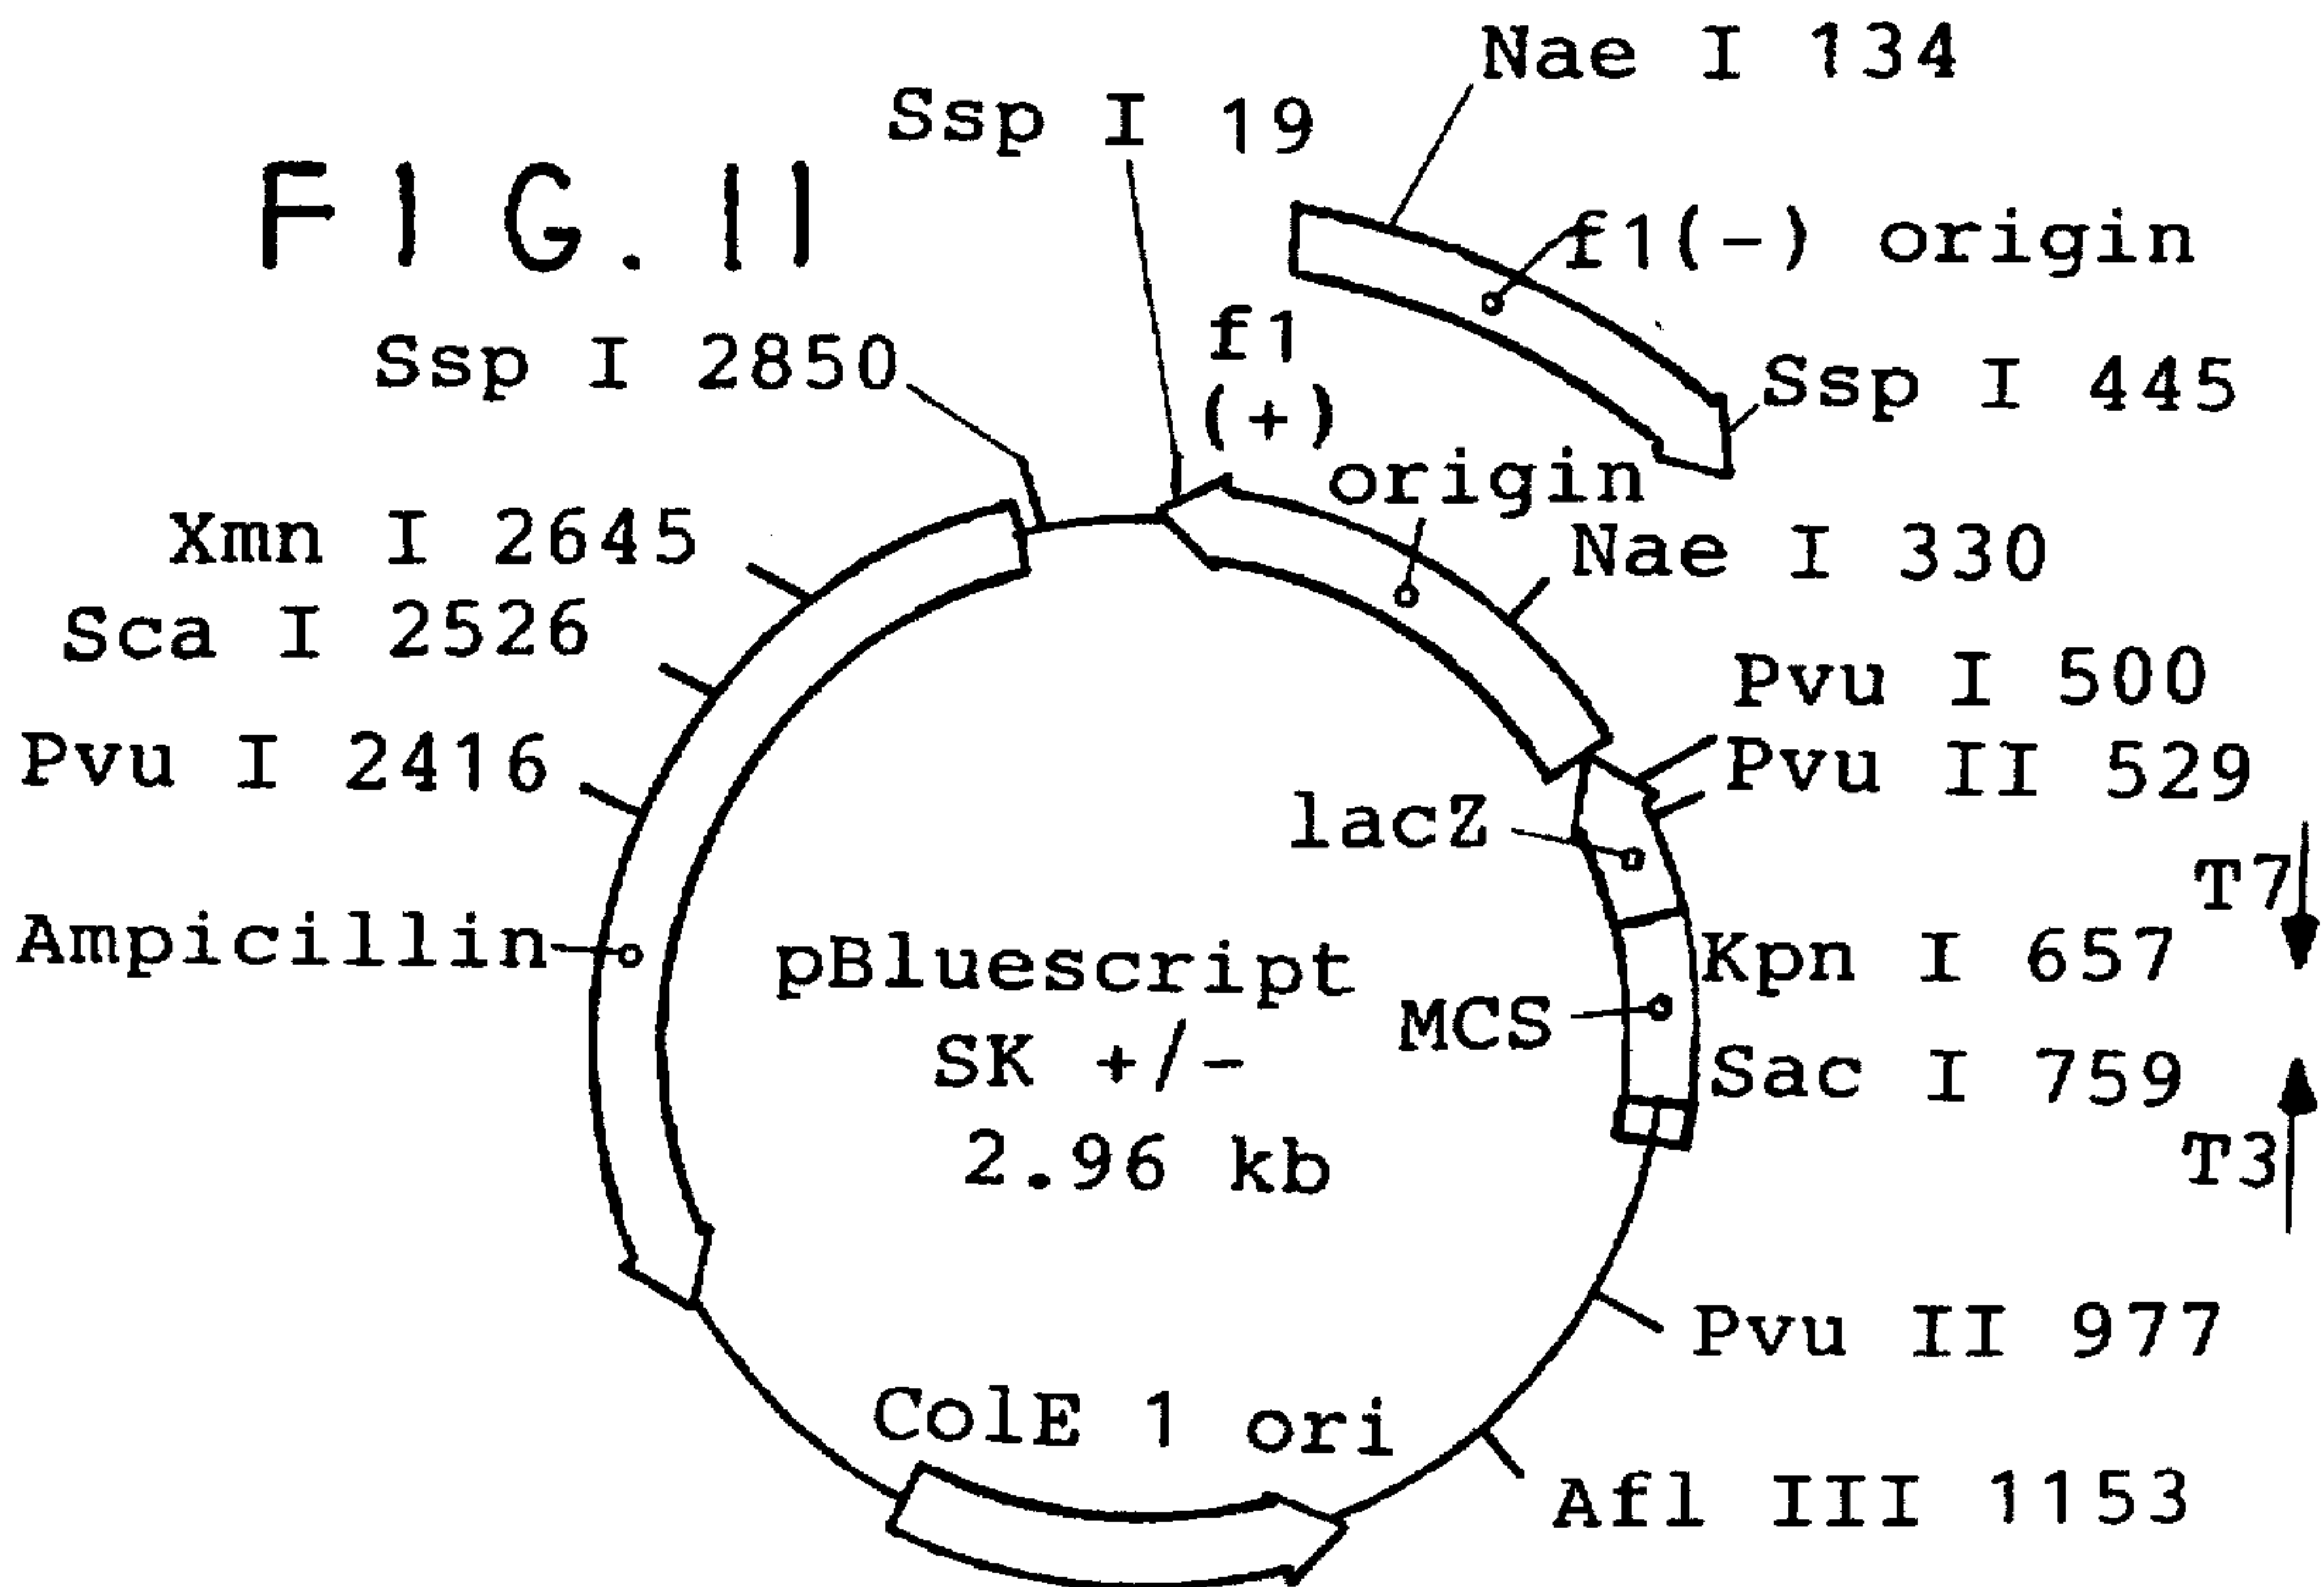 FIG. 11
Nae I 134
Ssp I 19
f1(-) origin
Ssp I 2850
f1
(+)
origin
Ssp I 445
Xmn I 2645
Nae I 330
Sca I 2526
Pvu I 500
Pvu I 2416
Pvu II 529
lacZ
T7
Ampicillin
pBluescript
SK +/-
2.96 kb
Kpn I 657
MCS
Sac I 759
T3
Pvu II 977
ColE 1 ori
Afl III 1153